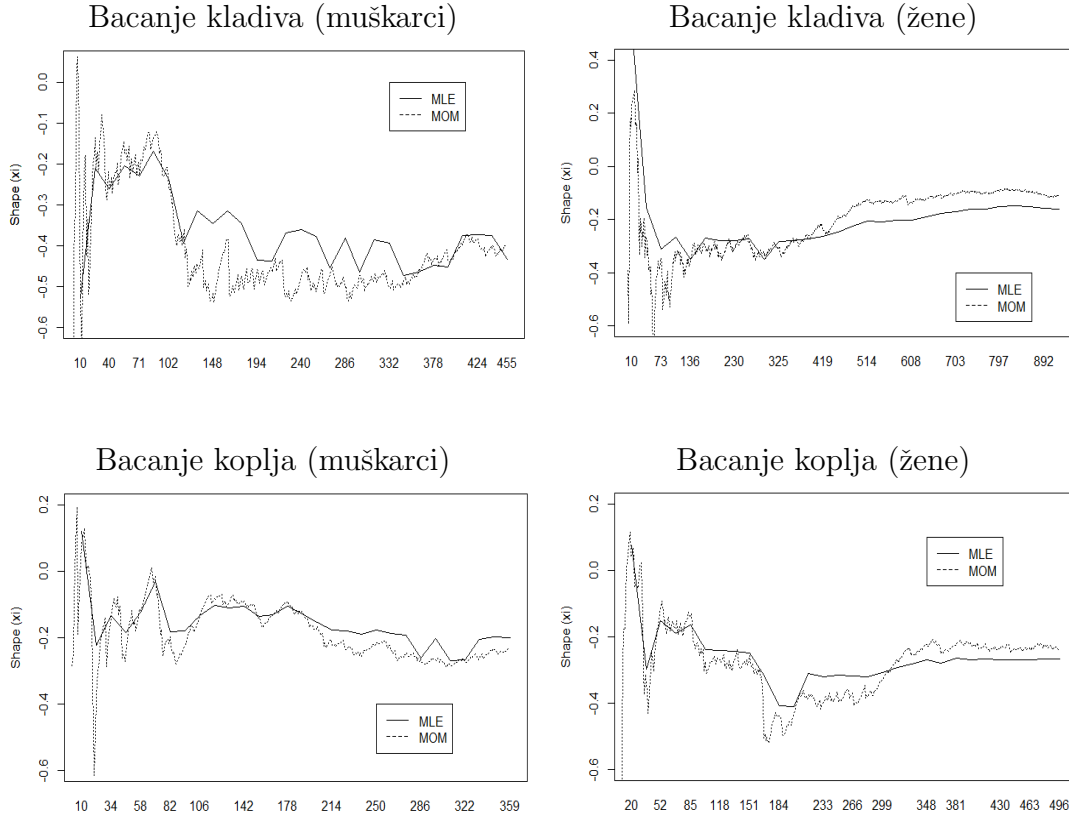 Bacanje kladiva (muškarci)
Shape (xi)
0.0
-0.1
-0.2
-0.3
-0.4
-0.5
-0.6
MLE
MOM
10 40 71 102 148 194 240 286 332 378 424 455
Bacanje kladiva (žene)
Shape (xi)
0.4
0.2
0.0
-0.2
-0.4
-0.6
MLE
MOM
10 73 136 230 325 419 514 608 703 797 892
Bacanje koplja (muškarci)
Shape (xi)
0.2
0.0
-0.2
-0.4
-0.6
MLE
MOM
10 34 58 82 106 142 178 214 250 286 322 359
Bacanje koplja (žene)
Shape (xi)
0.2
0.0
-0.2
-0.4
-0.6
MLE
MOM
20 52 85 118 151 184 233 266 299 348 381 430 463 496